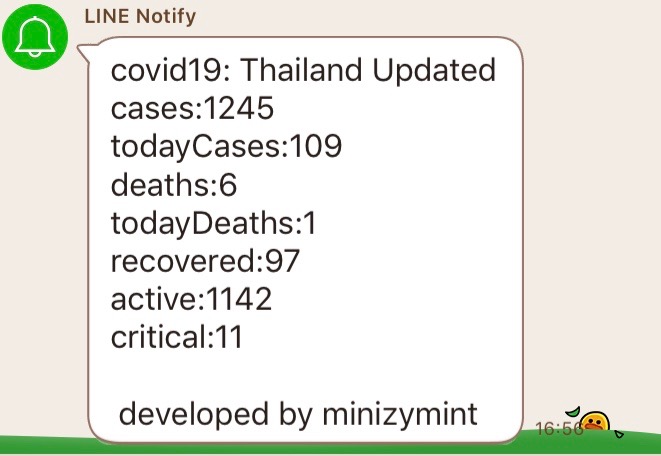 LINE Notify
covid19: Thailand Updated
cases:1245
todayCases:109
deaths:6
todayDeaths:1
recovered:97
active:1142
critical:11
developed by minizymint
16:56